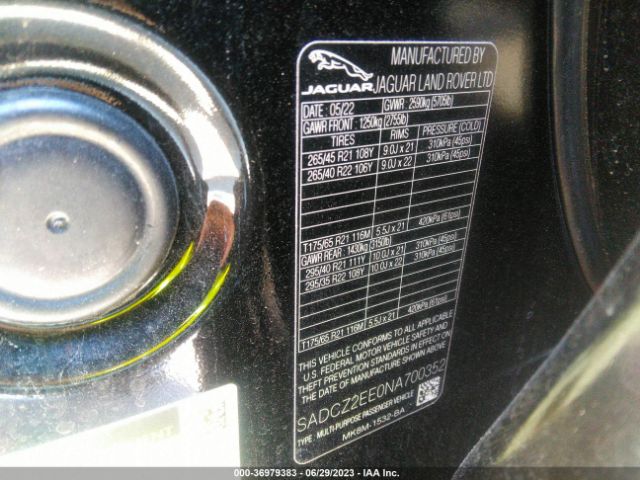 MANUFACTURED BY
JAGUAR JAGUAR LAND ROVER LTD
DATE: 05/22 GVWR - 2590kg (5705lb)
GAWR FRONT: 1250kg (2755lb)
TIRES RIMS PRESSURE (COLD)
265/45 R21 108Y 9.0J x 21 310kPa (45psi)
265/40 R22 106Y 9.0J x 22 310kPa (45psi)
T175/65 R21 116M 5.5J x 21 420kPa (61psi)
GAWR REAR: 1430kg 3150lb)
295/40 R21 111Y 10.0J x 21 310kPa (45psi)
295/35 R22 108Y 10.0J x 22 310kPa (45psi)
T175/65 R21 116M 5.5J x 21 420kPa (61psi)
THIS VEHICLE CONFORMS TO ALL APPLICABLE
U.S. FEDERAL MOTOR VEHICLE SAFETY AND
THEFT PREVENTION STANDARDS IN EFFECT ON
THE DATE OF MANUFACTURE SHOWN ABOVE
SADCZ2EE0NA700352
TYPE: MULTI-PURPOSE PASSENGER VEHICLE
MK8M-1532-BA
000-36979383 - 06/29/2023 - IAA Inc.